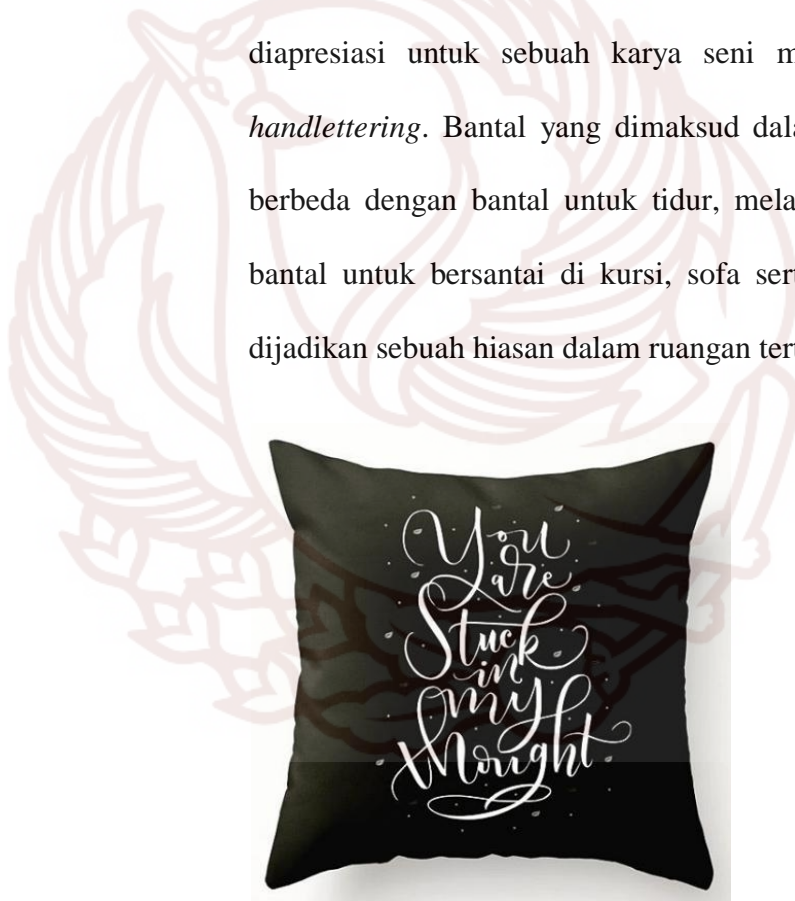 diapresiasi untuk sebuah karya seni
handlettering. Bantal yang dimaksud
berbeda dengan bantal untuk tidur,
bantal untuk bersantai di kursi, sofa
dijadikan sebuah hiasan dalam ruangan
You
are
Stuck
in
my
thought